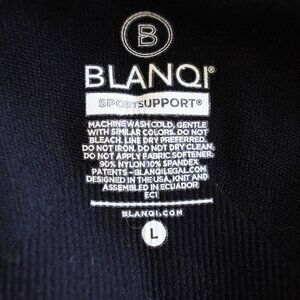 B
BLANQI®
SPORTSUPPORT®
MACHINE WASH COLD, GENTLE
WITH SIMILAR COLORS. DO NOT
BLEACH. LINE DRY PREFERRED.
DO NOT IRON. DO NOT DRY CLEAN.
DO NOT APPLY FABRIC SOFTENER.
90% NYLON 10% SPANDEX
PATENTS - BLANQILEGAL.COM
DESIGNED IN THE USA, KNIT AND
ASSEMBLED IN ECUADOR
EC1
BLANQI.COM
L